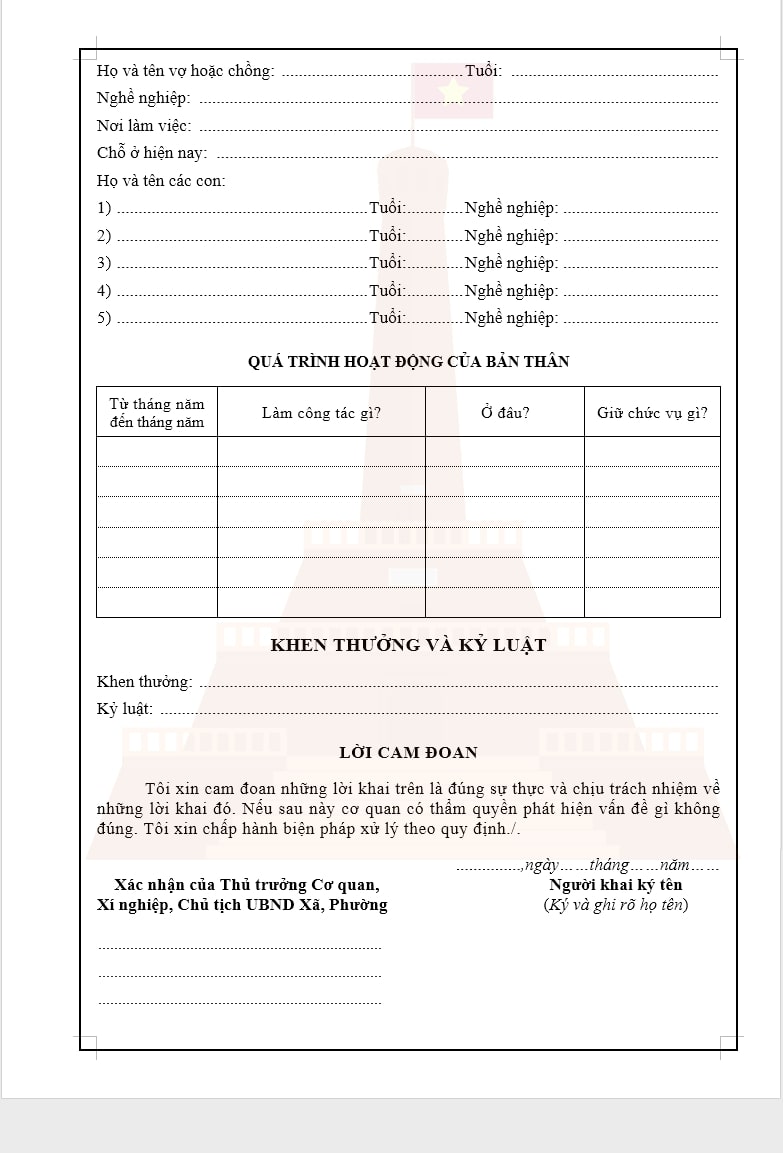 Họ và tên vợ hoặc chồng: ........................................ Tuổi: ..............................................
Nghề nghiệp: ....................................................................................................................
Nơi làm việc: ....................................................................................................................
Chỗ ở hiện nay: ................................................................................................................
Họ và tên các con:
1) ........................................................Tuổi:.............Nghề nghiệp: ...................................
2) ........................................................Tuổi:.............Nghề nghiệp: ...................................
3) ........................................................Tuổi:.............Nghề nghiệp: ...................................
4) ........................................................Tuổi:.............Nghề nghiệp: ...................................
5) ........................................................Tuổi:.............Nghề nghiệp: ...................................
QUÁ TRÌNH HOẠT ĐỘNG CỦA BẢN THÂN
Từ tháng năm
đến tháng năm
Làm công tác gì?
Ở đâu?
Giữ chức vụ gì?
KHEN THƯỞNG VÀ KỶ LUẬT
Khen thưởng: ....................................................................................................................
Kỷ luật: .............................................................................................................................
LỜI CAM ĐOAN
Tôi xin cam đoan những lời khai trên là đúng sự thực và chịu trách nhiệm về
những lời khai đó. Nếu sau này cơ quan có thẩm quyền phát hiện vấn đề gì không
đúng. Tôi xin chấp hành biện pháp xử lý theo quy định./.
...............,ngày……tháng……năm……
Xác nhận của Thủ trưởng Cơ quan,
Xí nghiệp, Chủ tịch UBND Xã, Phường
Người khai ký tên
(Ký và ghi rõ họ tên)
................................................................
................................................................
................................................................